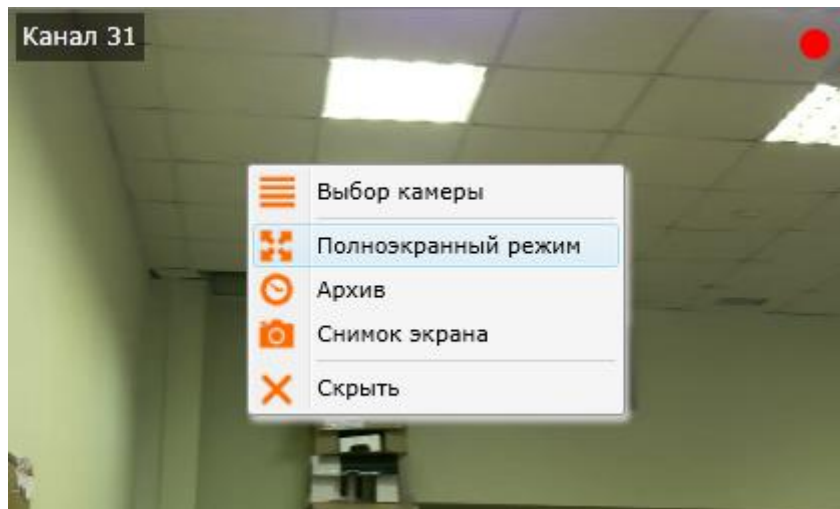 Канал 31
Выбор камеры
Полноэкранный режим
Архив
Снимок экрана
Скрыть